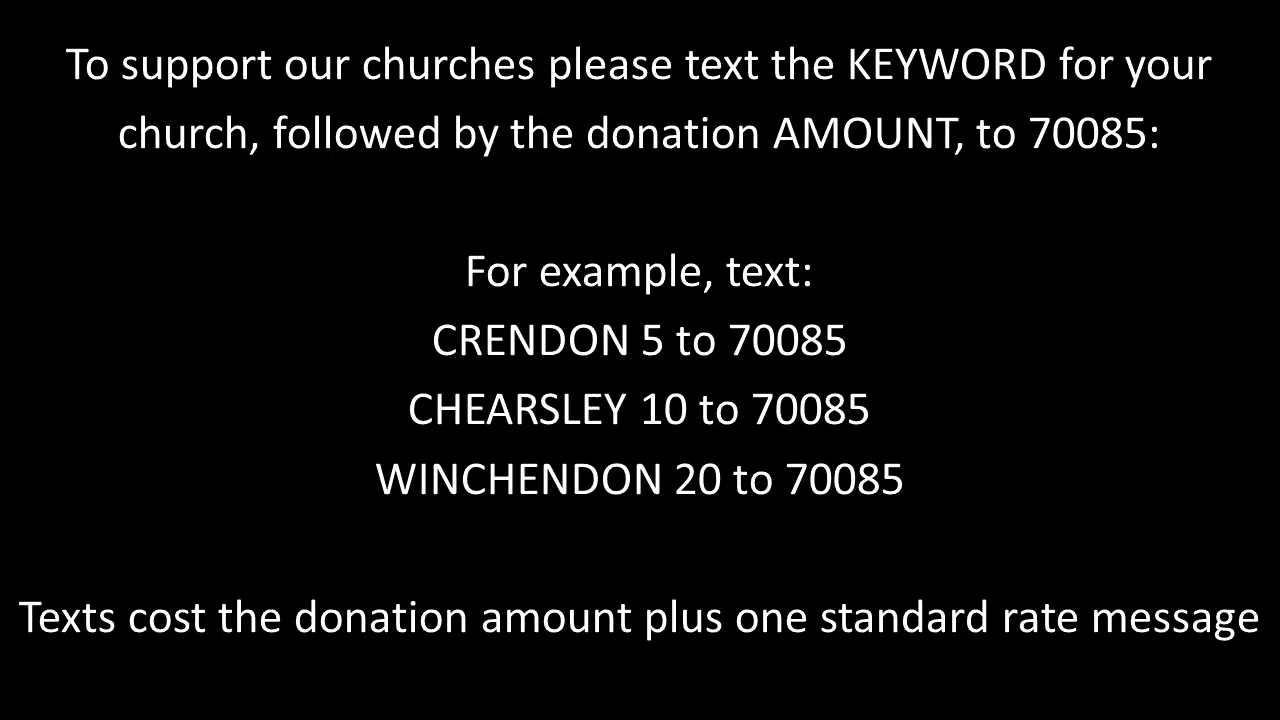 To support our churches please text the KEYWORD for your
church, followed by the donation AMOUNT, to 70085:
For example, text:
CRENDON 5 to 70085
CHEARSLEY 10 to 70085
WINCHENDON 20 to 70085
Texts cost the donation amount plus one standard rate message